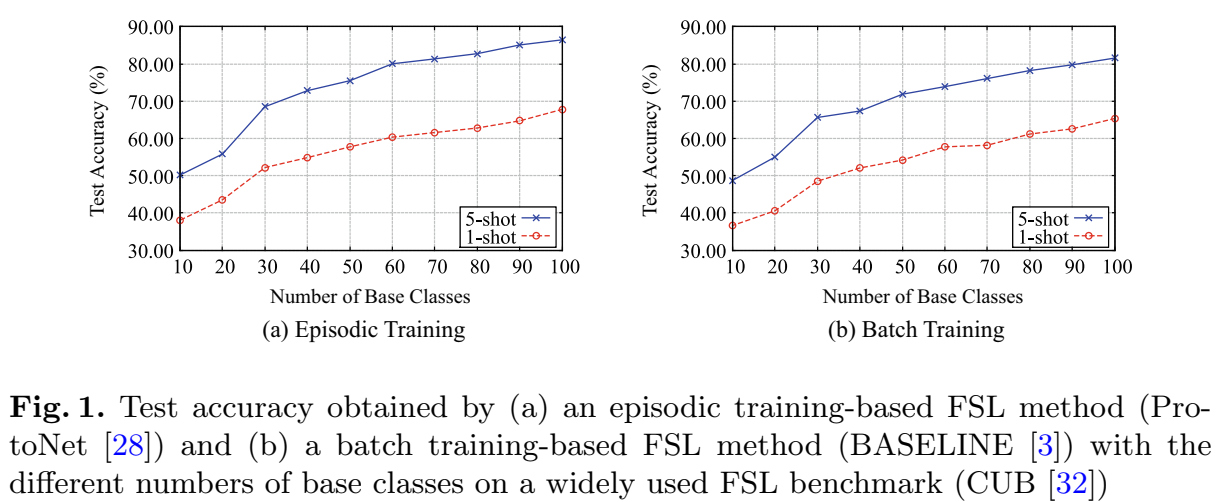 90.00
80.00
70.00
60.00
50.00
40.00
30.00
Test Accuracy (%)
5-shot
1-shot
10 20 30 40 50 60 70 80 90 100
Number of Base Classes
(a) Episodic Training
90.00
80.00
70.00
60.00
50.00
40.00
30.00
Test Accuracy (%)
5-shot
1-shot
10 20 30 40 50 60 70 80 90 100
Number of Base Classes
(b) Batch Training
Fig. 1. Test accuracy obtained by (a) an episodic training-based FSL method (Pro-
toNet [28]) and (b) a batch training-based FSL method (BASELINE [3]) with the
different numbers of base classes on a widely used FSL benchmark (CUB [32])